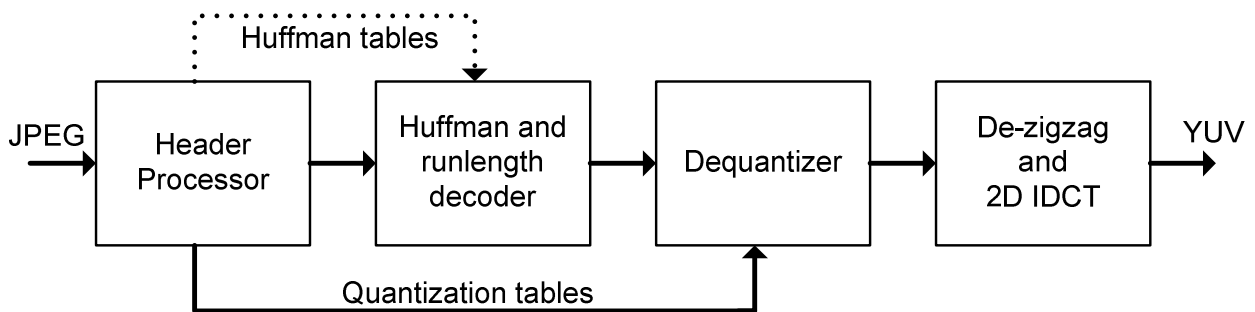 Huffman tables
JPEG
Header
Processor
Huffman and
runlength
decoder
Dequantizer
De-zigzag
and
2D IDCT
YUV
Quantization tables